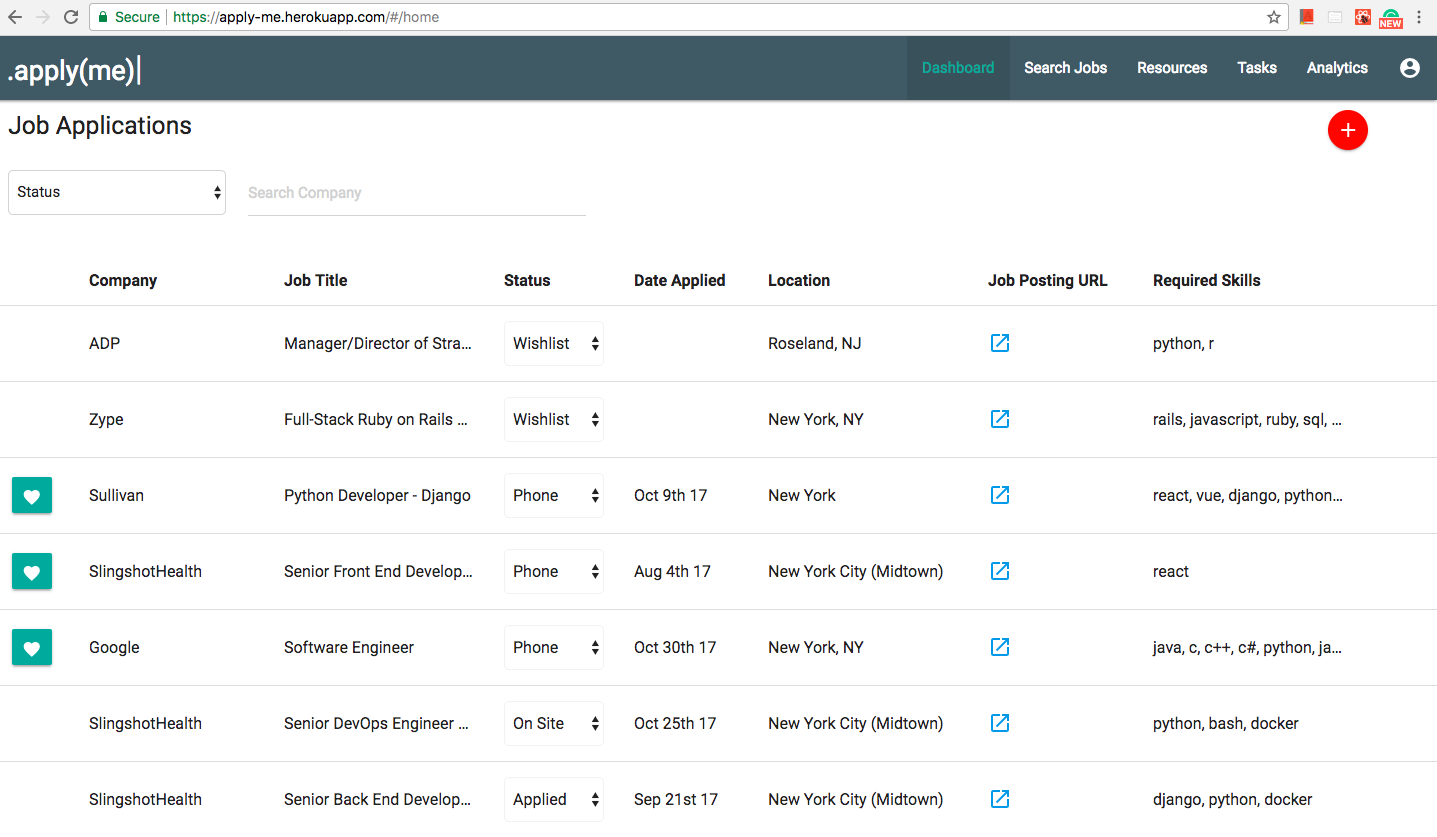 Secure https://apply-me.herokuapp.com/#/home
NEW
.apply(me)|
Dashboard Search Jobs Resources Tasks Analytics
Job Applications
+
Status
Search Company
Company Job Title Status Date Applied Location Job Posting URL Required Skills
ADP Manager/Director of Stra... Wishlist Roseland, NJ python, r
Zype Full-Stack Ruby on Rails ... Wishlist New York, NY rails, javascript, ruby, sql, ...
Sullivan Python Developer - Django Phone Oct 9th 17 New York react, vue, django, python...
SlingshotHealth Senior Front End Develop... Phone Aug 4th 17 New York City (Midtown) react
Google Software Engineer Phone Oct 30th 17 New York, NY java, c, c++, c#, python, ja...
SlingshotHealth Senior DevOps Engineer ... On Site Oct 25th 17 New York City (Midtown) python, bash, docker
SlingshotHealth Senior Back End Develop... Applied Sep 21st 17 New York City (Midtown) django, python, docker